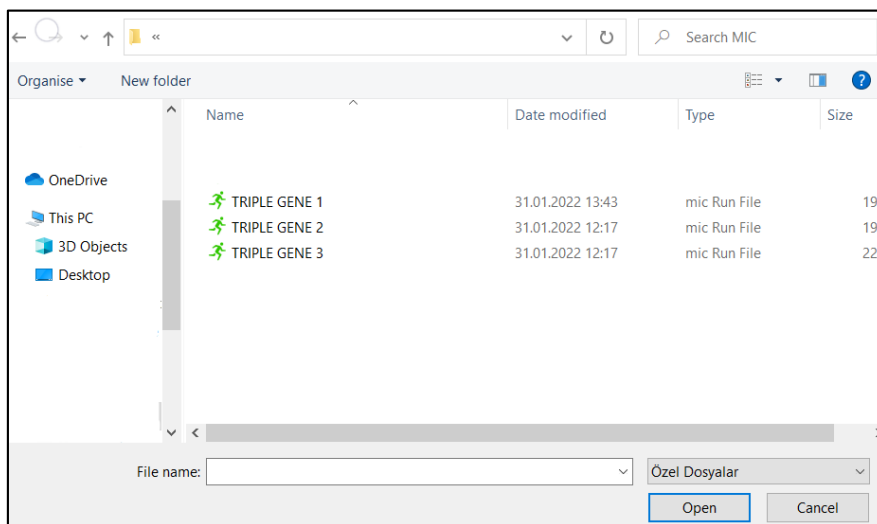 «
Search MIC
Organise
New folder
?
Name
Date modified
Type
Size
OneDrive
This PC
3D Objects
Desktop
TRIPLE GENE 1 31.01.2022 13:43 mic Run File 19
TRIPLE GENE 2 31.01.2022 12:17 mic Run File 19
TRIPLE GENE 3 31.01.2022 12:17 mic Run File 22
File name:
Özel Dosyalar
Open
Cancel